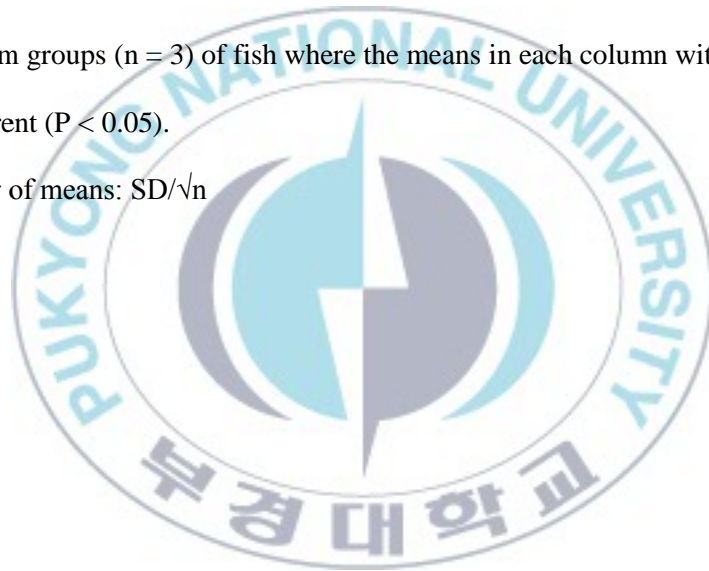 m groups (n = 3) of fish where the means in each column wit
rent (P < 0.05).
r of means: SD/√n
PUKYONG NATIONAL UNIVERSITY
부경대학교